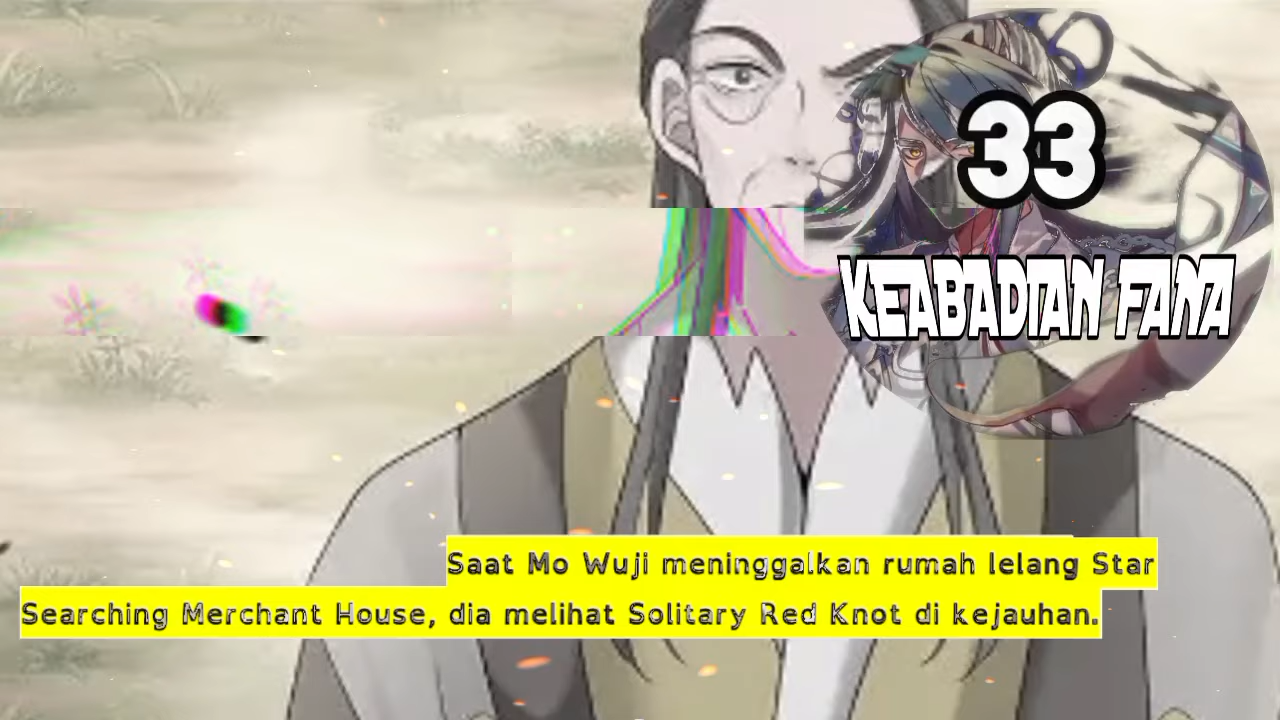 33
KEABADIAN FANA
Saat Mo Wuji meninggalkan rumah lelang Star
Searching Merchant House, dia melihat Solitary Red Knot di kejauhan.